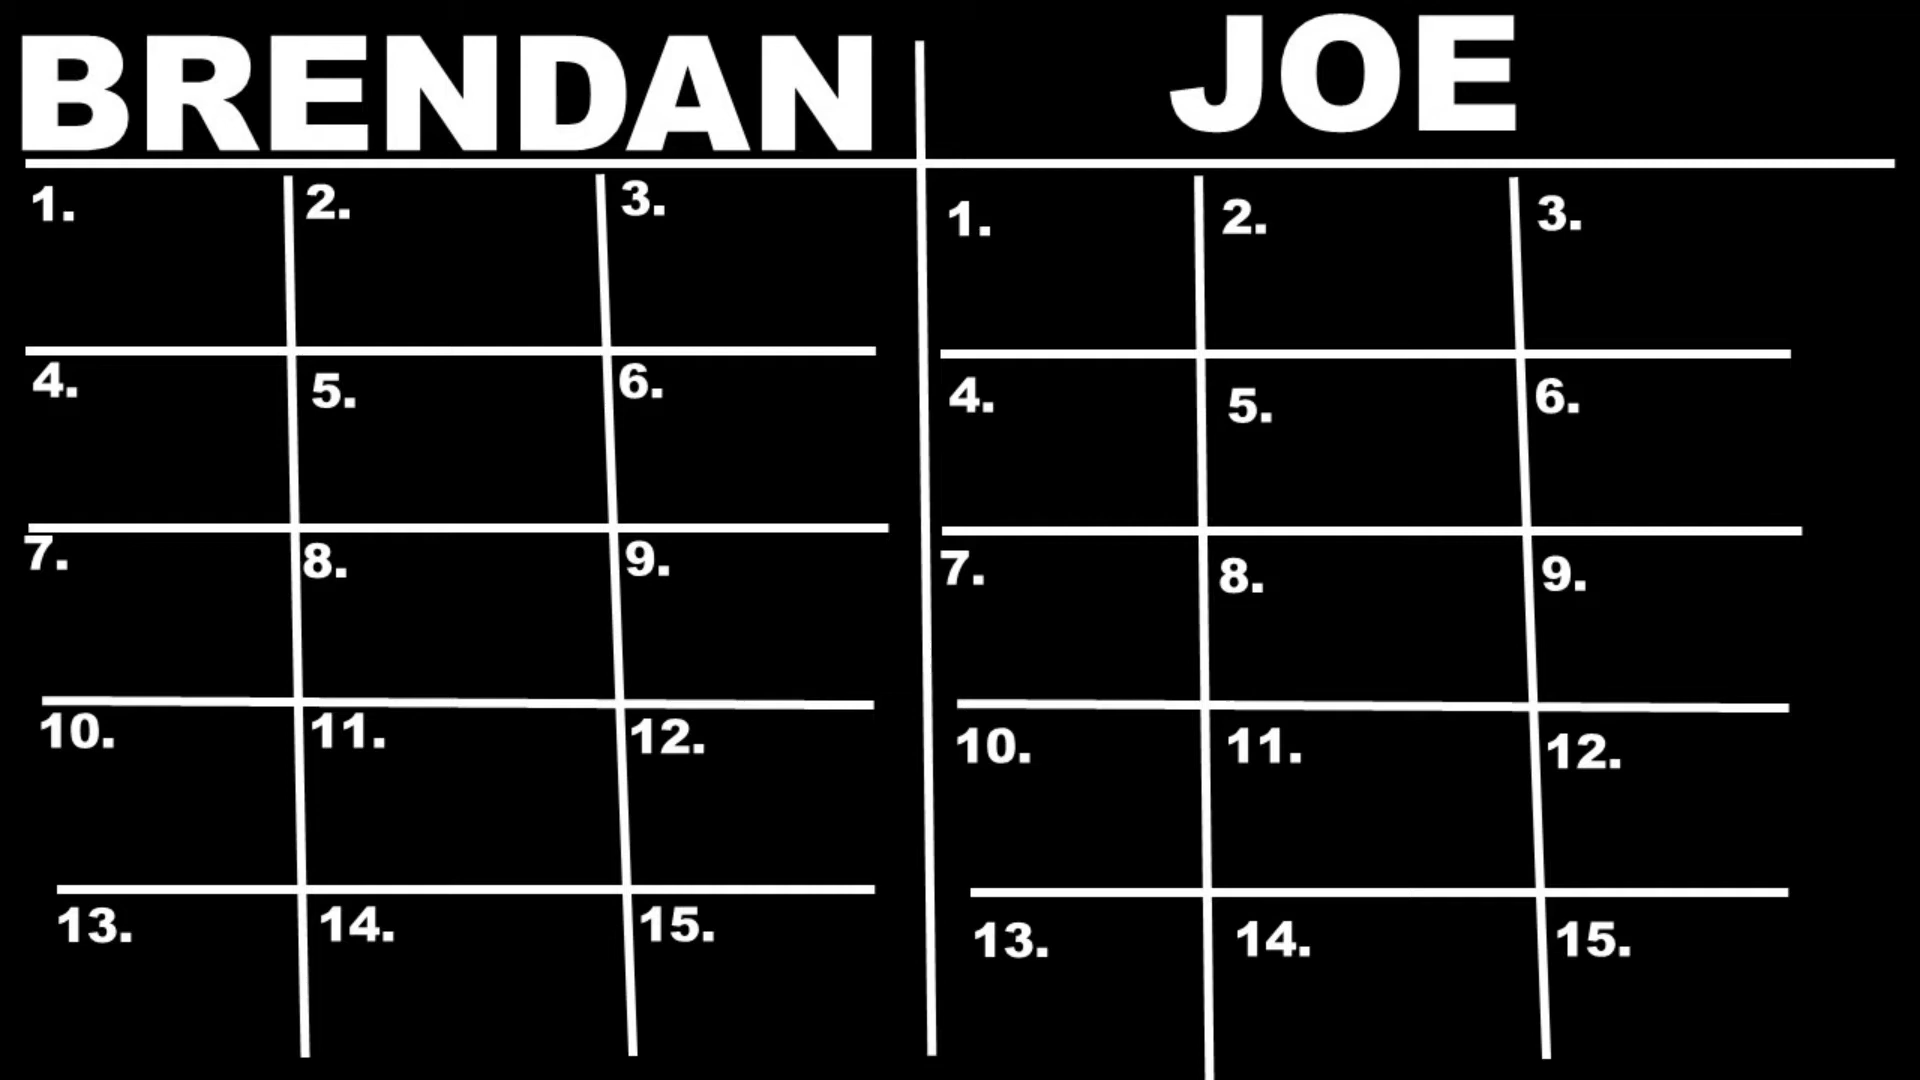 BRENDAN
1. 2. 3.
4. 5. 6.
7. 8. 9.
10. 11. 12.
13. 14. 15.
JOE
1. 2. 3.
4. 5. 6.
7. 8. 9.
10. 11. 12.
13. 14. 15.